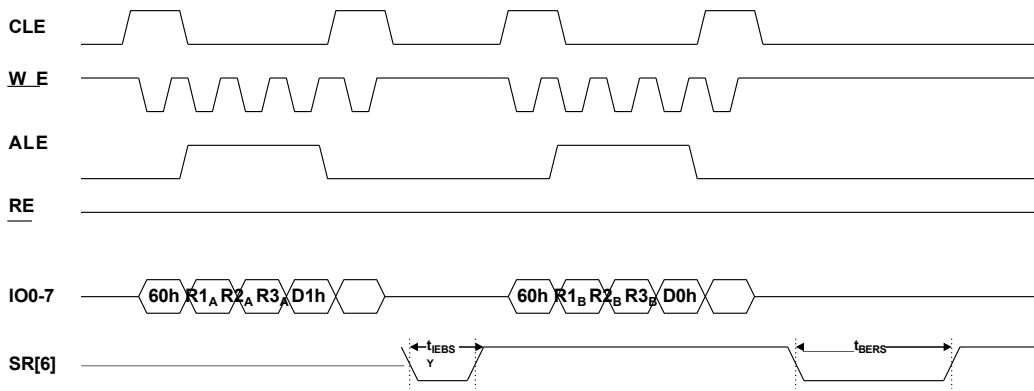 CLE
WE
ALE
RE
IO0-7 60h R1A R2A R3A D1h 60h R1B R2B R3B D0h
SR[6] tIEBSY tBERS